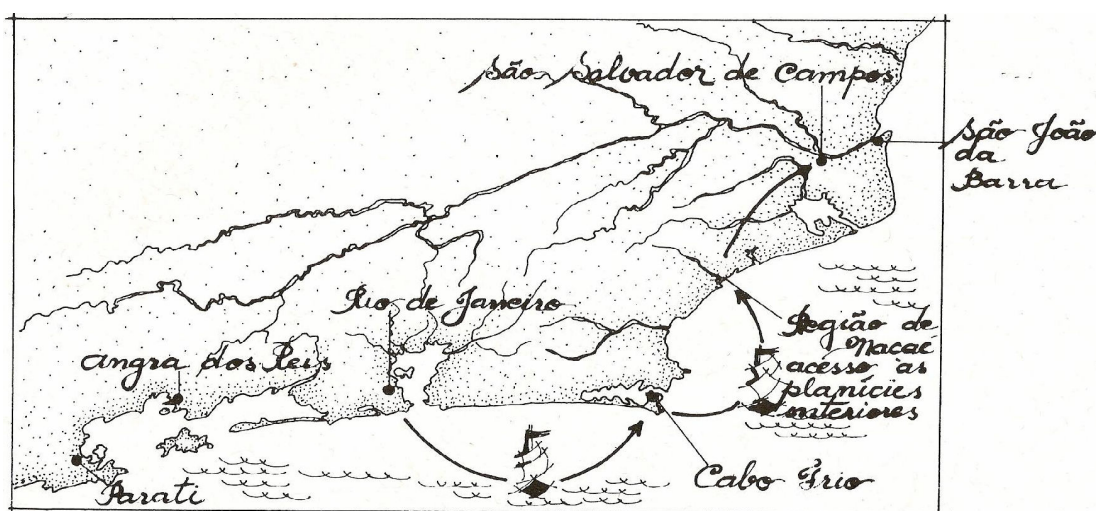 São Salvador de Campos
São João
da
Barra
Rio de Janeiro
Angra dos Reis
Região de
Macaé
acesso às
planícies
interiores
Cabo Frio
Parati